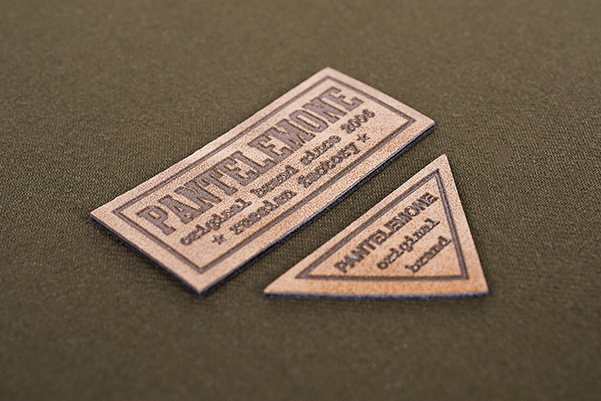 PANTELEMONE
original brand since 2006
★ Russian factory ★
PANTELEMONE
original
brand